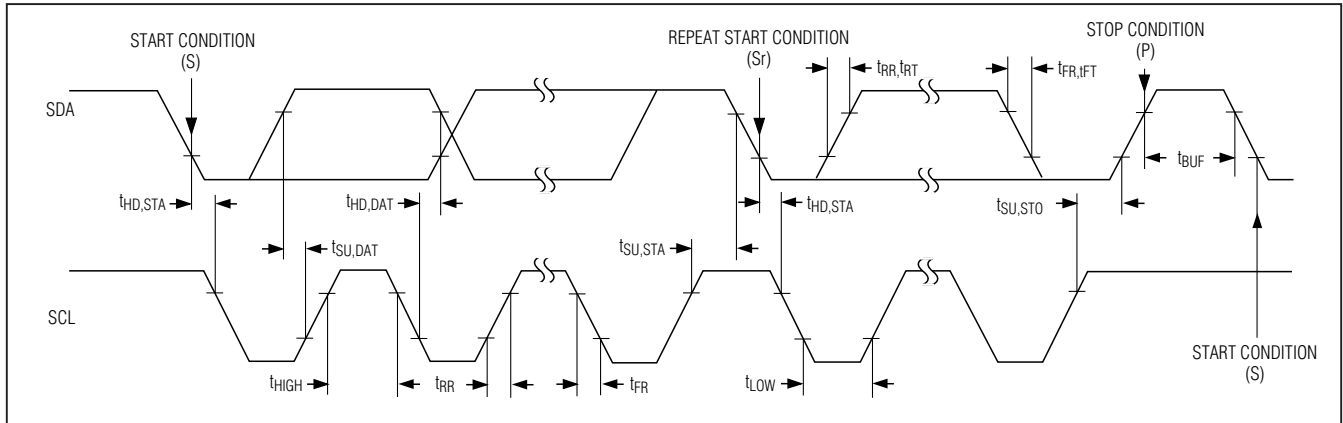 START CONDITION
(S)
REPEAT START CONDITION
(Sr)
STOP CONDITION
(P)
tRR,tRT
tFR,tFT
SDA
tBUF
tHD,STA
tHD,DAT
tHD,STA
tSU,STO
tSU,DAT
tSU,STA
SCL
START CONDITION
(S)
tHIGH
tRR
tFR
tLOW